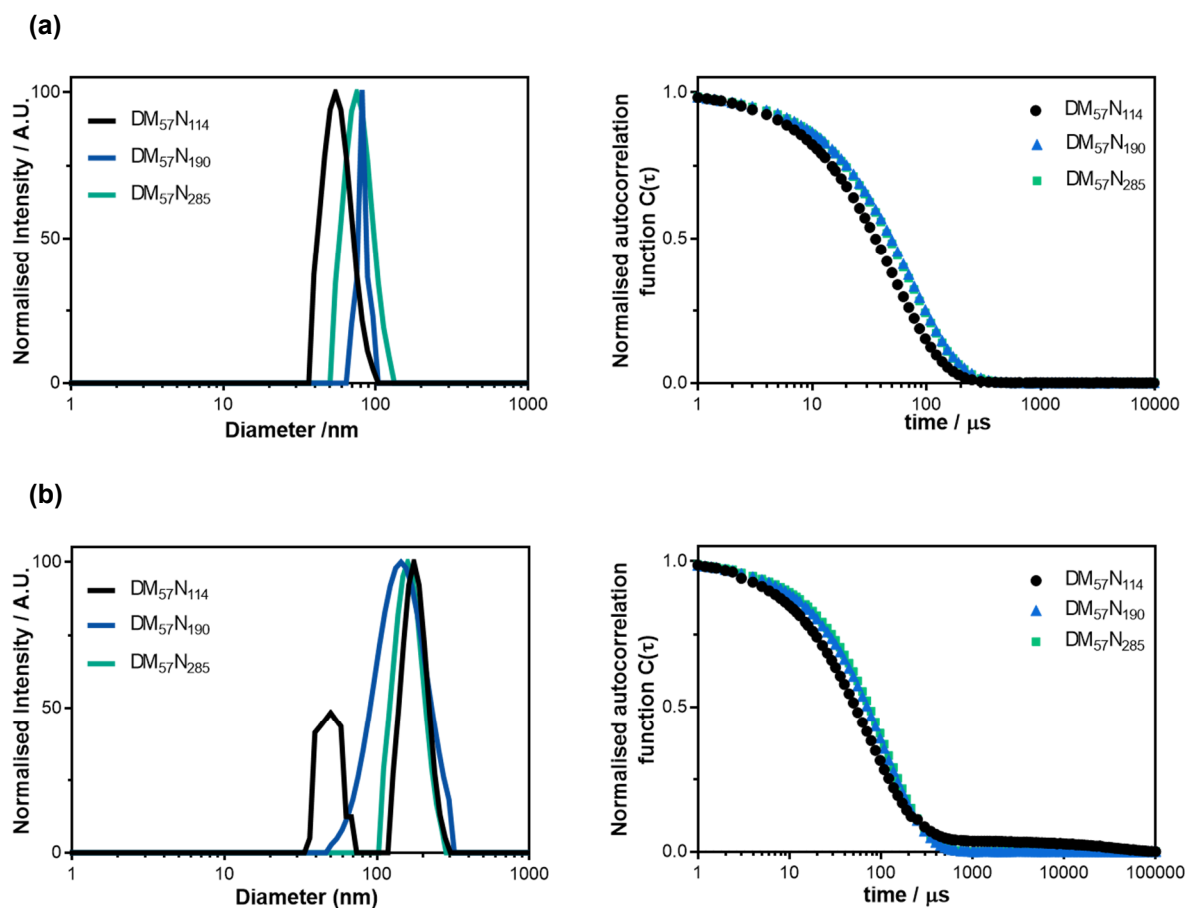 (a)
Normalised Intensity / A.U.
100
50
0
DM₅₇N₁₁₄
DM₅₇N₁₉₀
DM₅₇N₂₈₅
1
10
100
1000
Diameter /nm
Normalised autocorrelation
function C(τ)
1.0
0.5
0.0
DM₅₇N₁₁₄
DM₅₇N₁₉₀
DM₅₇N₂₈₅
1
10
100
1000
10000
time / μs
(b)
Normalised Intensity / A.U.
100
50
0
DM₅₇N₁₁₄
DM₅₇N₁₉₀
DM₅₇N₂₈₅
1
10
100
1000
Diameter (nm)
Normalised autocorrelation
function C(τ)
1.0
0.5
0.0
DM₅₇N₁₁₄
DM₅₇N₁₉₀
DM₅₇N₂₈₅
1
10
100
1000
10000
100000
time / μs